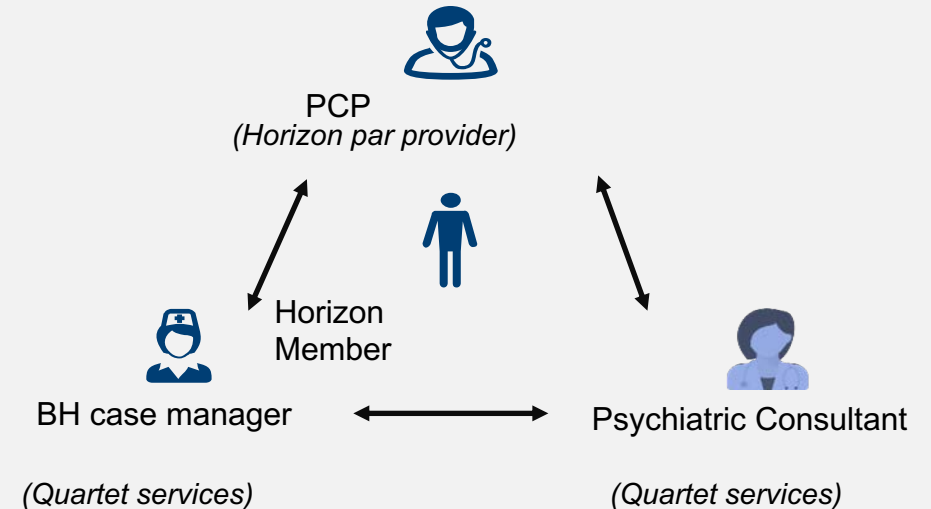 PCP
(Horizon par provider)
Horizon
Member
BH case manager
Psychiatric Consultant
(Quartet services)
(Quartet services)